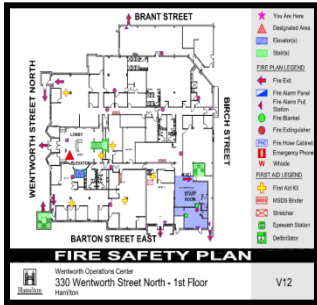 BRANT STREET
WENTWORTH STREET NORTH
BIRCH STREET
LOBBY
ELEVATOR
STAFF
ROOM
BARTON STREET EAST
You Are Here
Designated Area
Elevator(s)
Stair(s)
FIRE PLAN LEGEND
Fire Exit
Fire Alarm Panel
Fire Alarm Pull
Station
Fire Blanket
Fire Extinguisher
FHC Fire Hose Cabinet
Emergency Phone
W Whistle
FIRST AID LEGEND
First Aid Kit
MSDS MSDS Binder
Stretcher
Eyewash Station
Defibrillator
FIRE SAFETY PLAN
Hamilton
Wentworth Operations Center
330 Wentworth Street North - 1st Floor
Hamilton
V12